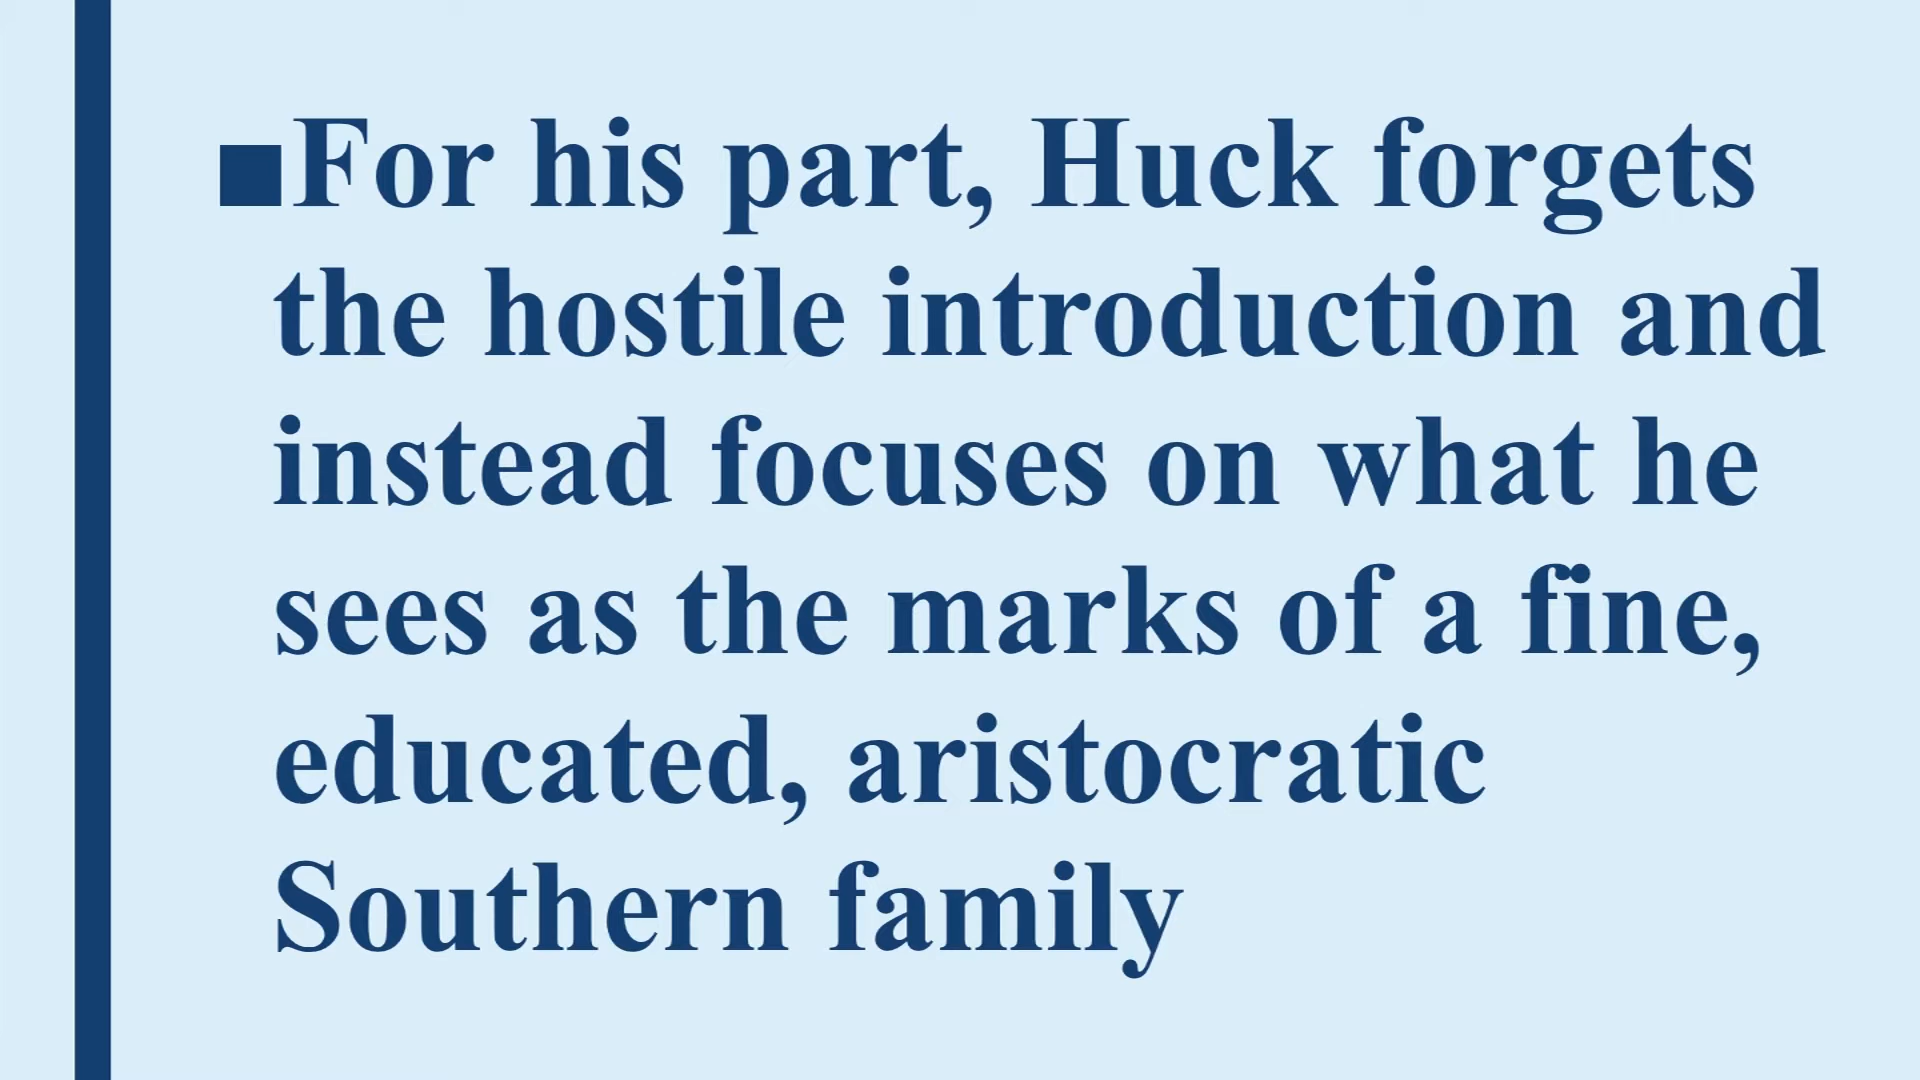 ■For his part, Huck forgets
the hostile introduction and
instead focuses on what he
sees as the marks of a fine,
educated, aristocratic
Southern family